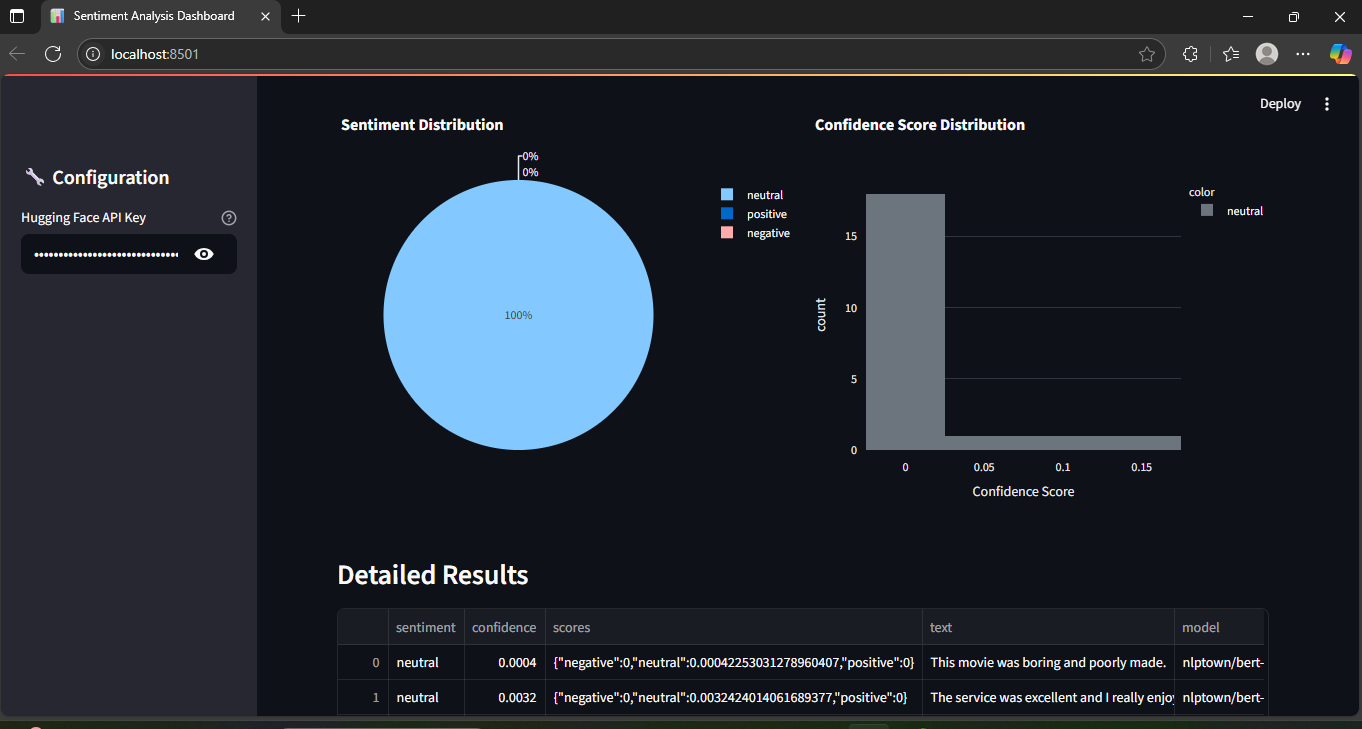 Sentiment Analysis Dashboard
localhost:8501
Deploy
Configuration
Hugging Face API Key
Sentiment Distribution
0%
0%
100%
neutral
positive
negative
Confidence Score Distribution
color
neutral
count
15
10
5
0
0 0.05 0.1 0.15
Confidence Score
Detailed Results
sentiment confidence scores text model
0 neutral 0.0004 {"negative":0,"neutral":0.00042253031278960407,"positive":0} This movie was boring and poorly made. nlptown/bert-
1 neutral 0.0032 {"negative":0,"neutral":0.0032424014061689377,"positive":0} The service was excellent and I really enjoy nlptown/bert-